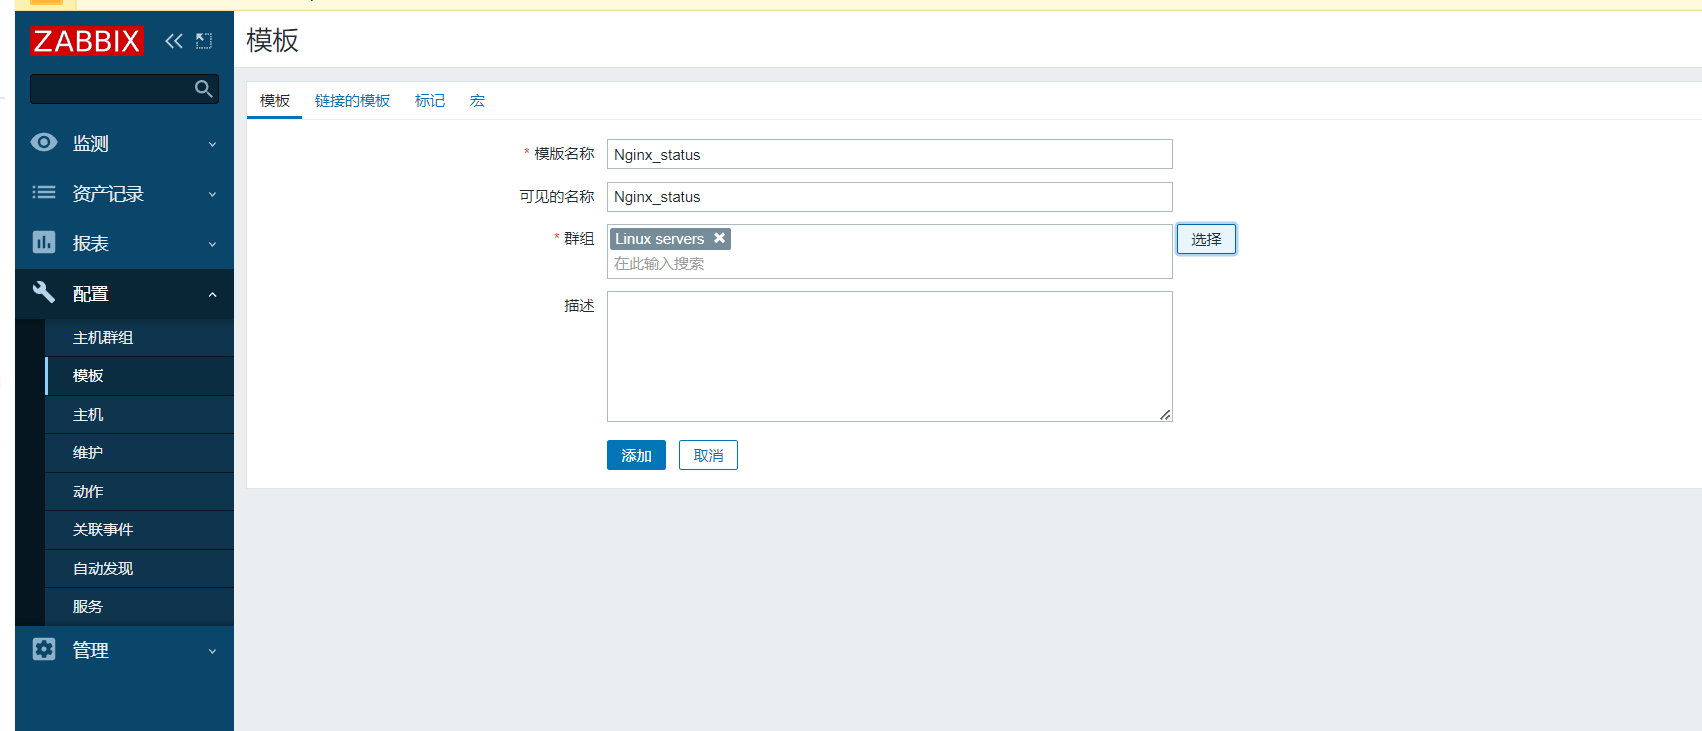 ZABBIX
监测
资产记录
报表
配置
主机群组
模板
主机
维护
动作
关联事件
自动发现
服务
管理
模板
模板 链接的模板 标记 宏
* 模版名称 Nginx_status
可见的名称 Nginx_status
* 群组 Linux servers 选择
在此输入搜索
描述
添加 取消